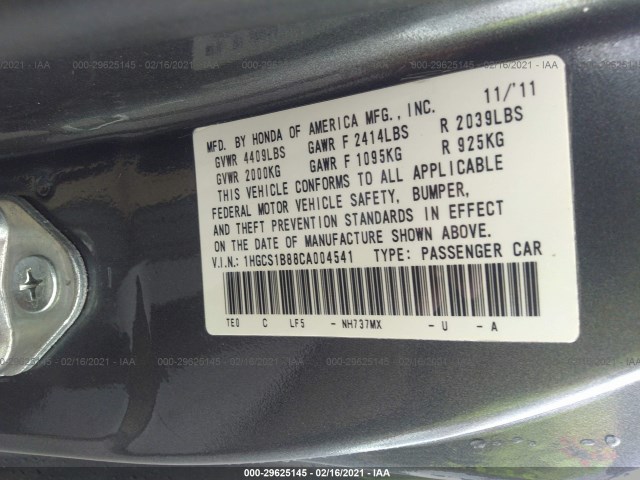 000-29625145 - 02/16/2021 - IAA
MFD. BY HONDA OF AMERICA MFG., INC. 11/'11
GVWR 4409LBS GAWR F 2414LBS R 2039LBS
GVWR 2000KG GAWR F 1095KG R 925KG
THIS VEHICLE CONFORMS TO ALL APPLICABLE
FEDERAL MOTOR VEHICLE SAFETY, BUMPER,
AND THEFT PREVENTION STANDARDS IN EFFECT
ON THE DATE OF MANUFACTURE SHOWN ABOVE.
V.I.N.: 1HGCS1B88CA004541 TYPE: PASSENGER CAR
TE0 C LF5 - NH737MX - U - A
000-29625145 - 02/16/2021 - IAA